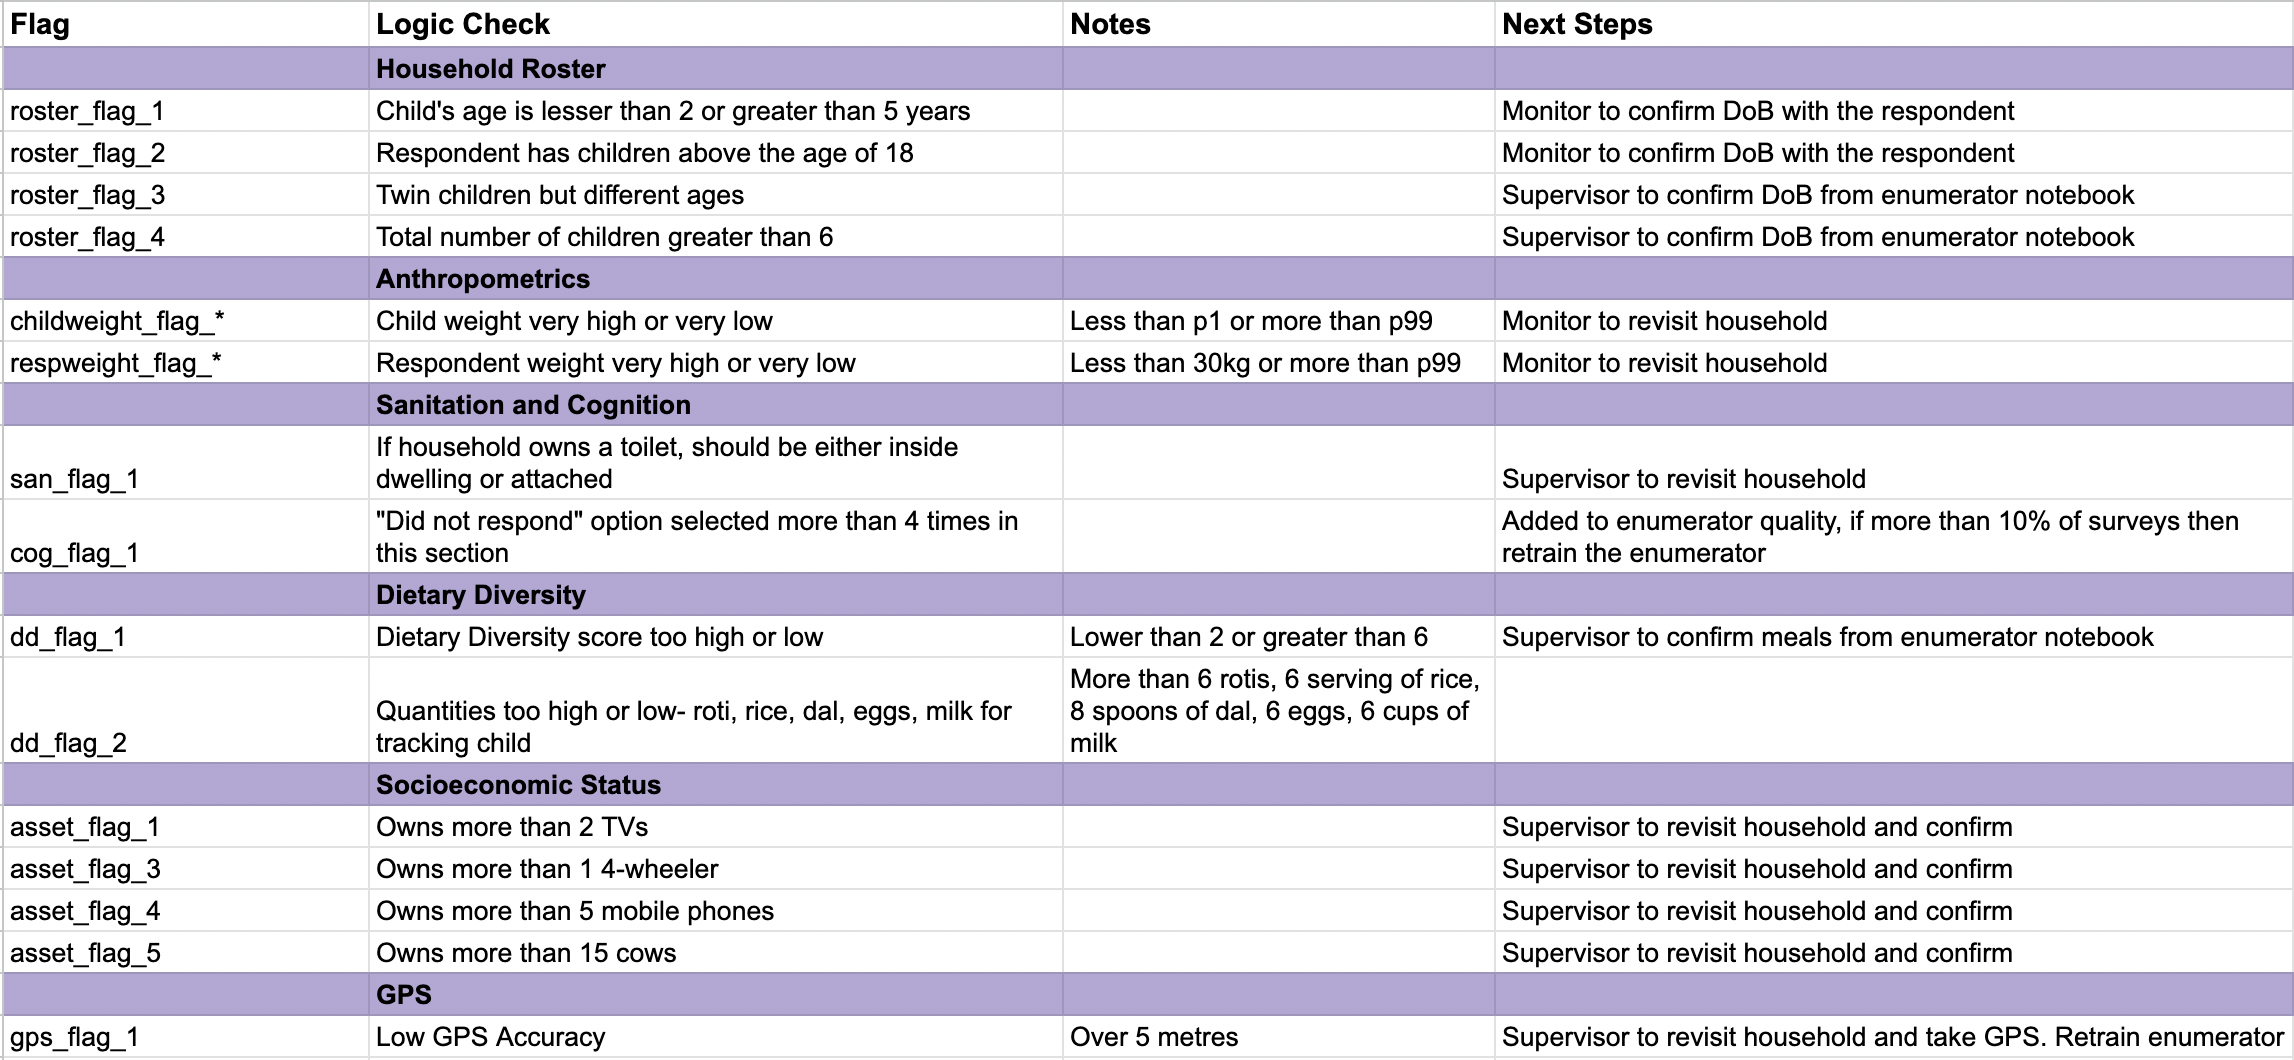 Flag Logic Check Notes Next Steps
Household Roster
roster_flag_1 Child's age is lesser than 2 or greater than 5 years Monitor to confirm DoB with the respondent
roster_flag_2 Respondent has children above the age of 18 Monitor to confirm DoB with the respondent
roster_flag_3 Twin children but different ages Supervisor to confirm DoB from enumerator notebook
roster_flag_4 Total number of children greater than 6 Supervisor to confirm DoB from enumerator notebook
Anthropometrics
childweight_flag_* Child weight very high or very low Less than p1 or more than p99 Monitor to revisit household
respweight_flag_* Respondent weight very high or very low Less than 30kg or more than p99 Monitor to revisit household
Sanitation and Cognition
If household owns a toilet, should be either inside
san_flag_1 dwelling or attached Supervisor to revisit household
"Did not respond" option selected more than 4 times in Added to enumerator quality, if more than 10% of surveys then
cog_flag_1 this section retrain the enumerator
Dietary Diversity
dd_flag_1 Dietary Diversity score too high or low Lower than 2 or greater than 6 Supervisor to confirm meals from enumerator notebook
More than 6 rotis, 6 serving of rice,
Quantities too high or low- roti, rice, dal, eggs, milk for 8 spoons of dal, 6 eggs, 6 cups of
dd_flag_2 tracking child milk
Socioeconomic Status
asset_flag_1 Owns more than 2 TVs Supervisor to revisit household and confirm
asset_flag_3 Owns more than 1 4-wheeler Supervisor to revisit household and confirm
asset_flag_4 Owns more than 5 mobile phones Supervisor to revisit household and confirm
asset_flag_5 Owns more than 15 cows Supervisor to revisit household and confirm
GPS
gps_flag_1 Low GPS Accuracy Over 5 metres Supervisor to revisit household and take GPS. Retrain enumerator